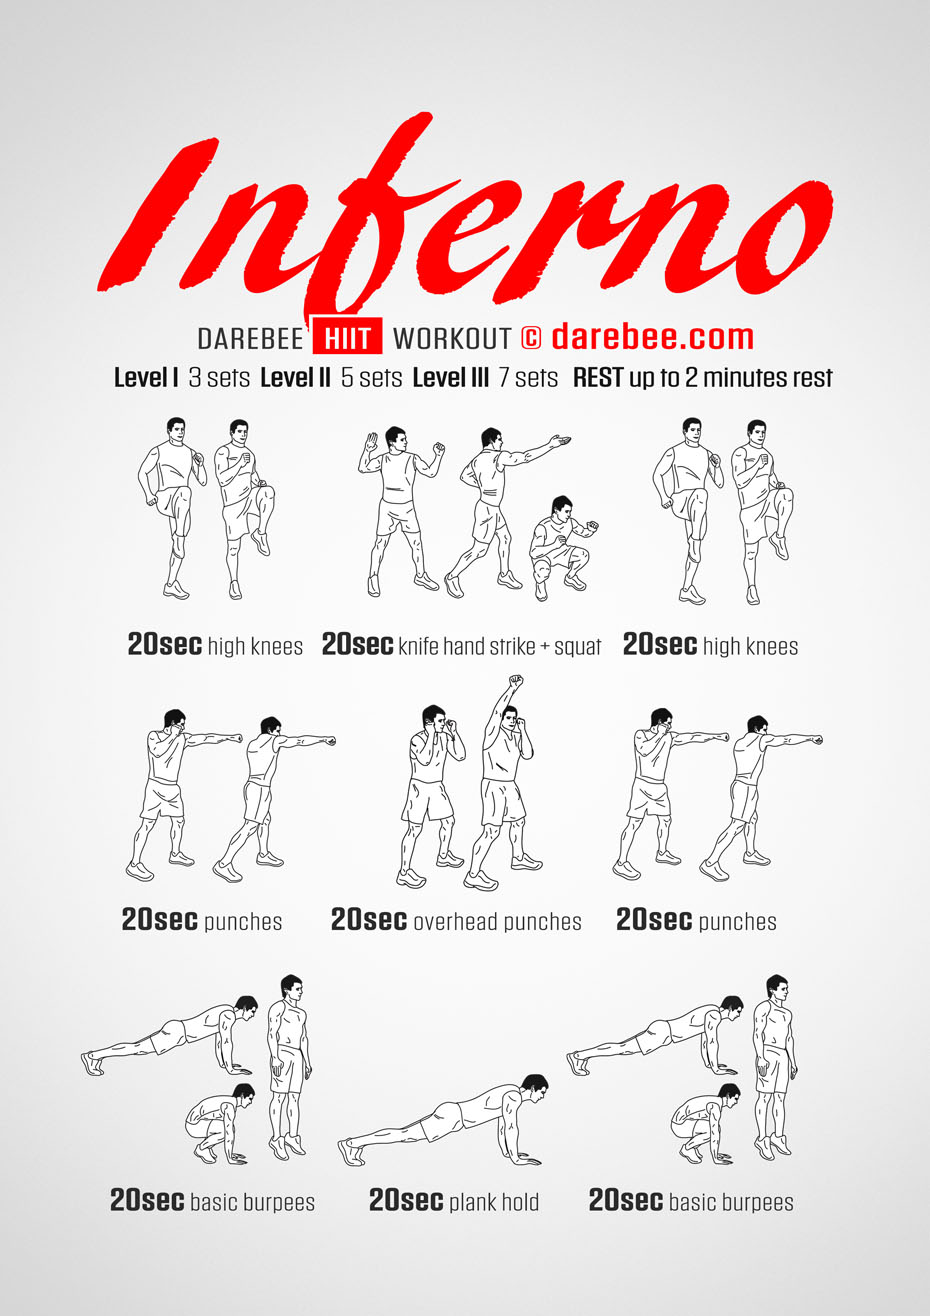 Inferno
DAREBEE HIIT WORKOUT © darebee.com
Level I 3 sets Level II 5 sets Level III 7 sets REST up to 2 minutes rest
20sec high knees 20sec knife hand strike + squat 20sec high knees
20sec punches 20sec overhead punches 20sec punches
20sec basic burpees 20sec plank hold 20sec basic burpees